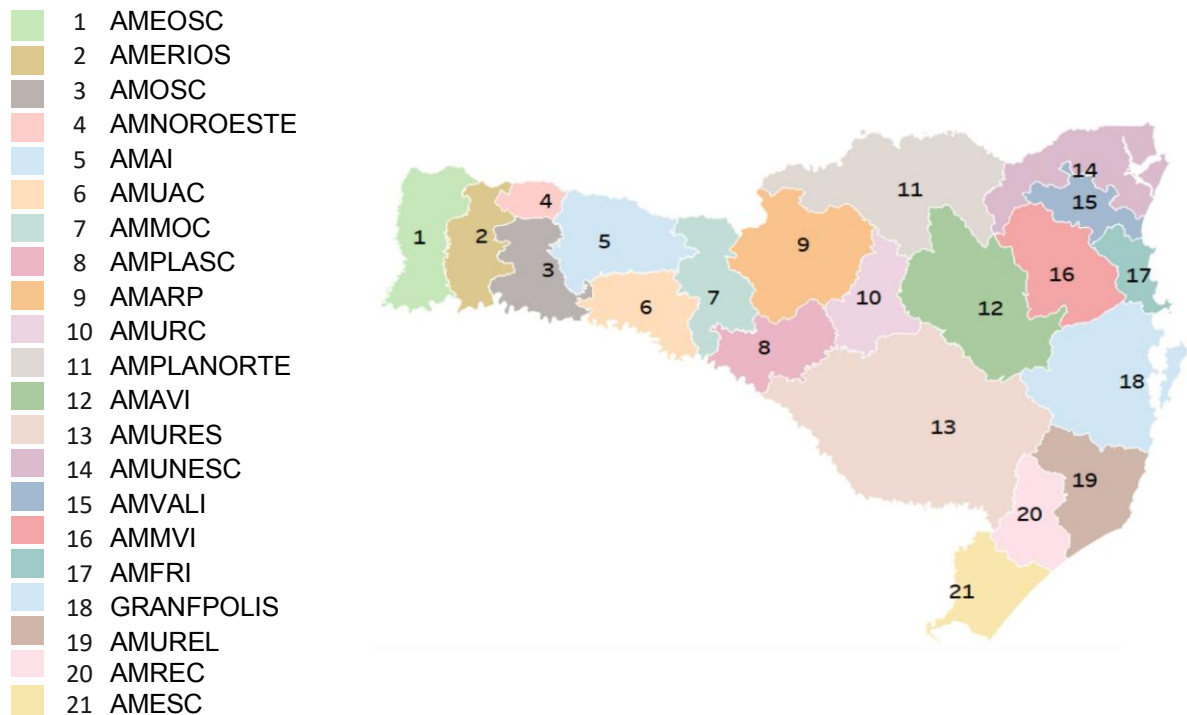 1 AMEOSC
2 AMERIOS
3 AMOSC
4 AMNOROESTE
5 AMAI
6 AMUAC
7 AMMOC
8 AMPLASC
9 AMARP
10 AMURC
11 AMPLANORTE
12 AMAVI
13 AMURES
14 AMUNESC
15 AMVALI
16 AMMVI
17 AMFRI
18 GRANFPOLIS
19 AMUREL
20 AMREC
21 AMESC
1
2
3
4
5
6
7
8
9
10
11
12
13
14
15
16
17
18
19
20
21